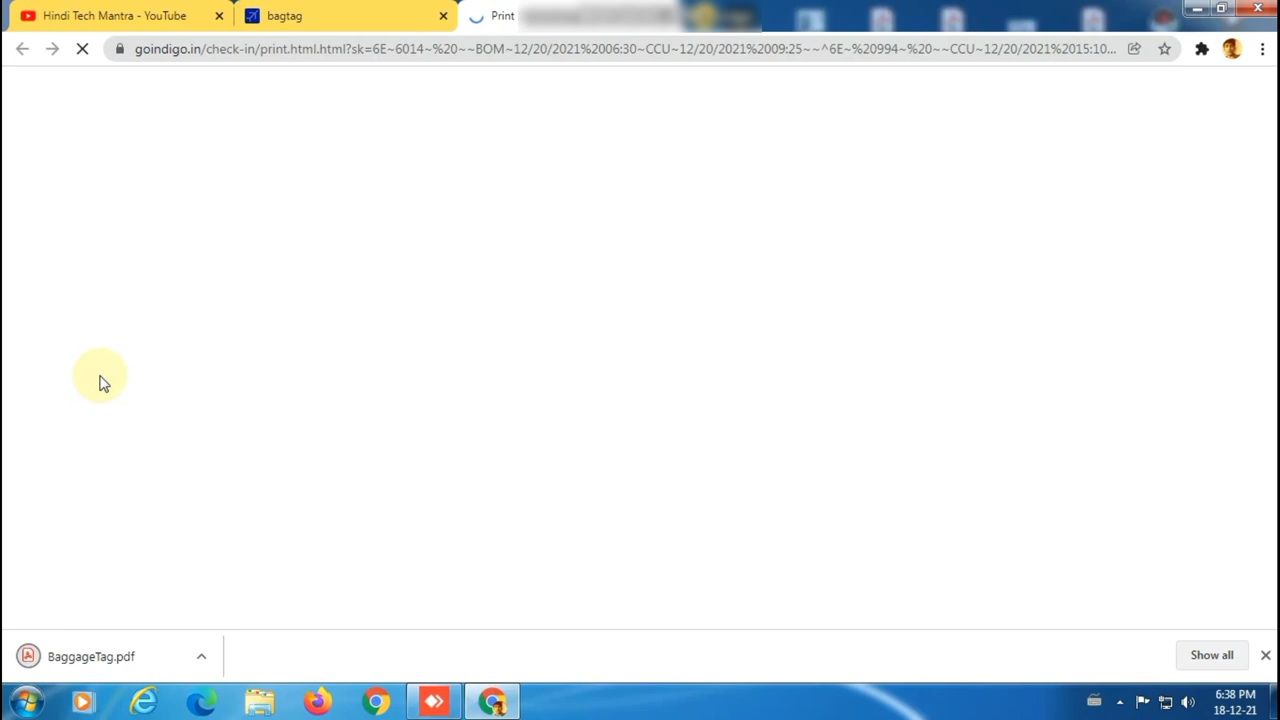 Hindi Tech Mantra - YouTube
bagtag
Print
goindigo.in/check-in/print.html.html?sk=6E~6014~%20~~BOM~12/20/2021%2006:30~CCU~12/20/2021%2009:25~~^6E~%20994~%20~~CCU~12/20/2021%2015:10...
BaggageTag.pdf
Show all
6:38 PM
18-12-21